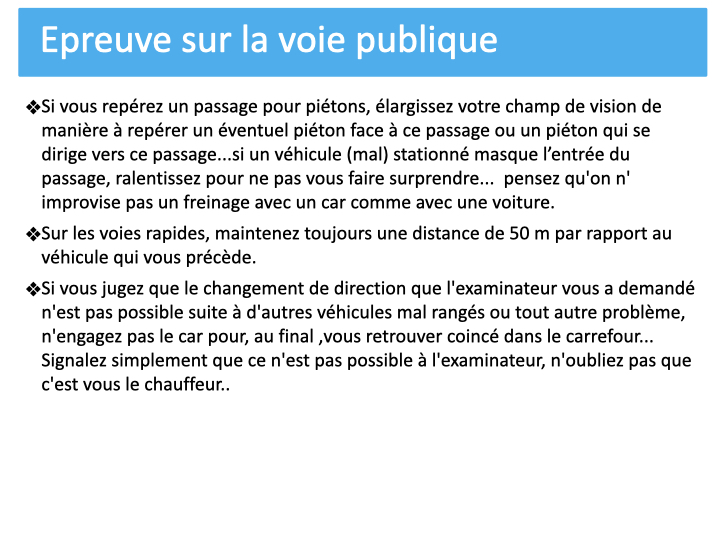 Epreuve sur la voie publique
❖Si vous repérez un passage pour piétons, élargissez votre champ de vision de
manière à repérer un éventuel piéton face à ce passage ou un piéton qui se
dirige vers ce passage...si un véhicule (mal) stationné masque l’entrée du
passage, ralentissez pour ne pas vous faire surprendre...  pensez qu'on n'
improvise pas un freinage avec un car comme avec une voiture.
❖Sur les voies rapides, maintenez toujours une distance de 50 m par rapport au
véhicule qui vous précède.
❖Si vous jugez que le changement de direction que l'examinateur vous a demandé
n'est pas possible suite à d'autres véhicules mal rangés ou tout autre problème,
n'engagez pas le car pour, au final ,vous retrouver coincé dans le carrefour...
Signalez simplement que ce n'est pas possible à l'examinateur, n'oubliez pas que
c'est vous le chauffeur..